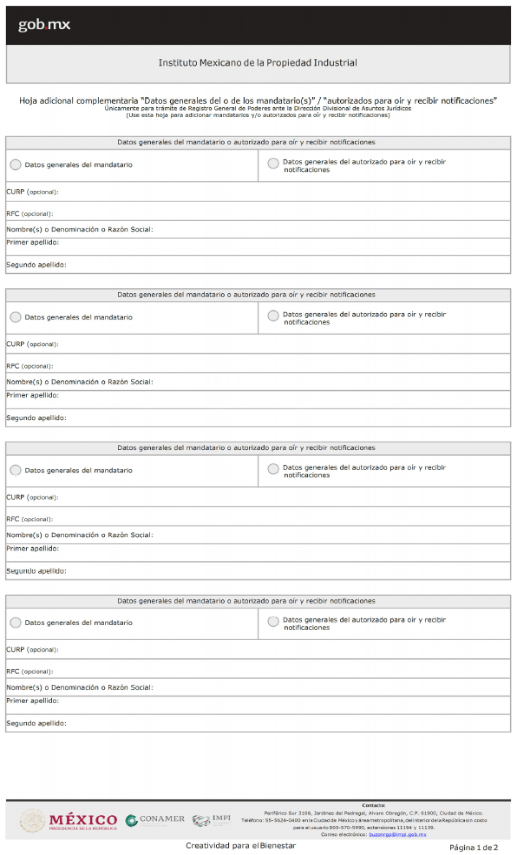 gob.mx
Instituto Mexicano de la Propiedad Industrial
Hoja adicional complementaria "Datos generales del o de los mandatario(s)" / "autorizados para oír y recibir notificaciones"
Únicamente para trámite de Registro General de Poderes ante la Dirección Divisional de Asuntos Jurídicos
(Use esta hoja para adicionar mandatarios y/o autorizados para oír y recibir notificaciones)
Datos generales del mandatario o autorizado para oír y recibir notificaciones
Datos generales del mandatario
Datos generales del autorizado para oír y recibir
notificaciones
CURP (opcional):
RFC (opcional):
Nombre(s) o Denominación o Razón Social:
Primer apellido:
Segundo apellido:
Datos generales del mandatario o autorizado para oír y recibir notificaciones
Datos generales del mandatario
Datos generales del autorizado para oír y recibir
notificaciones
CURP (opcional):
RFC (opcional):
Nombre(s) o Denominación o Razón Social:
Primer apellido:
Segundo apellido:
Datos generales del mandatario o autorizado para oír y recibir notificaciones
Datos generales del mandatario
Datos generales del autorizado para oír y recibir
notificaciones
CURP (opcional):
RFC (opcional):
Nombre(s) o Denominación o Razón Social:
Primer apellido:
Segundo apellido:
Datos generales del mandatario o autorizado para oír y recibir notificaciones
Datos generales del mandatario
Datos generales del autorizado para oír y recibir
notificaciones
CURP (opcional):
RFC (opcional):
Nombre(s) o Denominación o Razón Social:
Primer apellido:
Segundo apellido:
MÉXICO
PRESIDENCIA DE LA REPÚBLICA
CONAMER
IMPI
Contacto:
Periférico Sur 3106, Jardines del Pedregal, Álvaro Obregón, C.P. 01900, Ciudad de México.
Teléfono: 55-5624-0400 en la Ciudad de México y área metropolitana, del interior de la República sin costo
para el usuario 800-570-5990, extensiones 11194 y 11139.
Correo electrónico: buzonrgp@impi.gob.mx
Creatividad para el Bienestar
Página 1 de 2